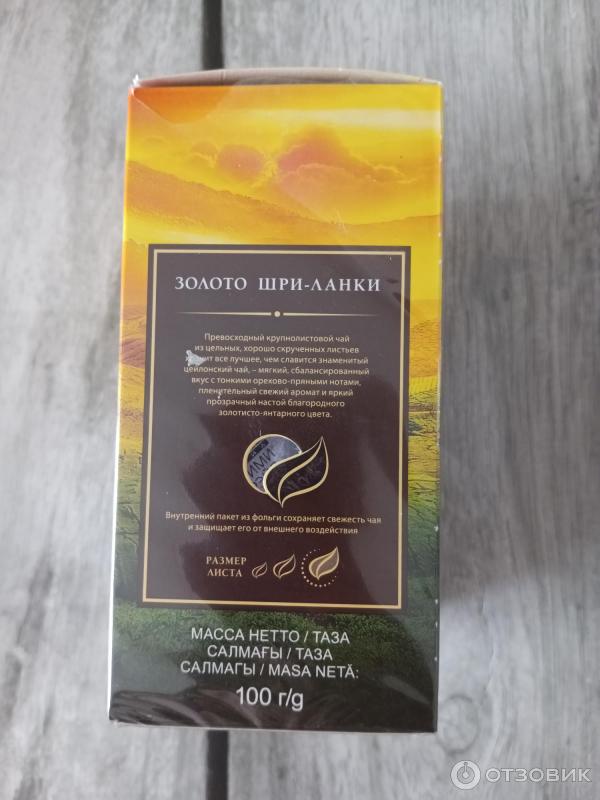 ЗОЛОТО ШРИ-ЛАНКИ
Превосходный крупнолистовой чай
из цельных, хорошо скрученных листьев
все лучшее, чем славится знаменитый
цейлонский чай, – мягкий, сбалансированный
вкус с тонкими орехово-пряными нотами,
пленительный свежий аромат и яркий
прозрачный настой благородного
золотисто-янтарного цвета.
Внутренний пакет из фольги сохраняет свежесть чая
и защищает его от внешнего воздействия
РАЗМЕР
ЛИСТА
МАССА НЕТТО / ТАЗА
САЛМАҒЫ / ТАЗА
САЛМАГЫ / MASA NETĂ:
100 г/g
ОТЗОВИК